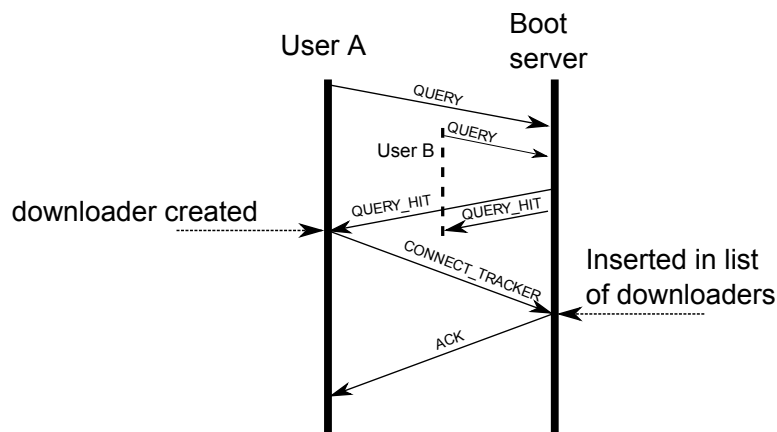 User A
Boot
server
QUERY
QUERY
User B
QUERY_HIT
QUERY_HIT
downloader created
CONNECT_TRACKER
Inserted in list
of downloaders
ACK